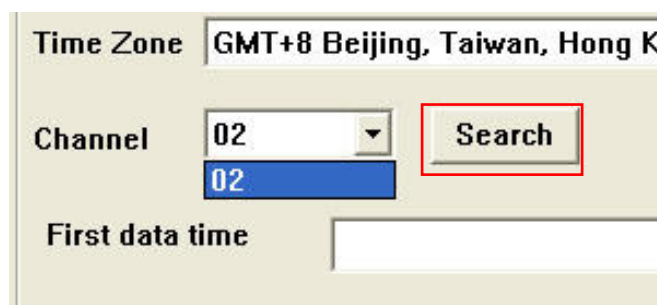 Time Zone GMT+8 Beijing, Taiwan, Hong K
Channel 02 Search
02
First data time